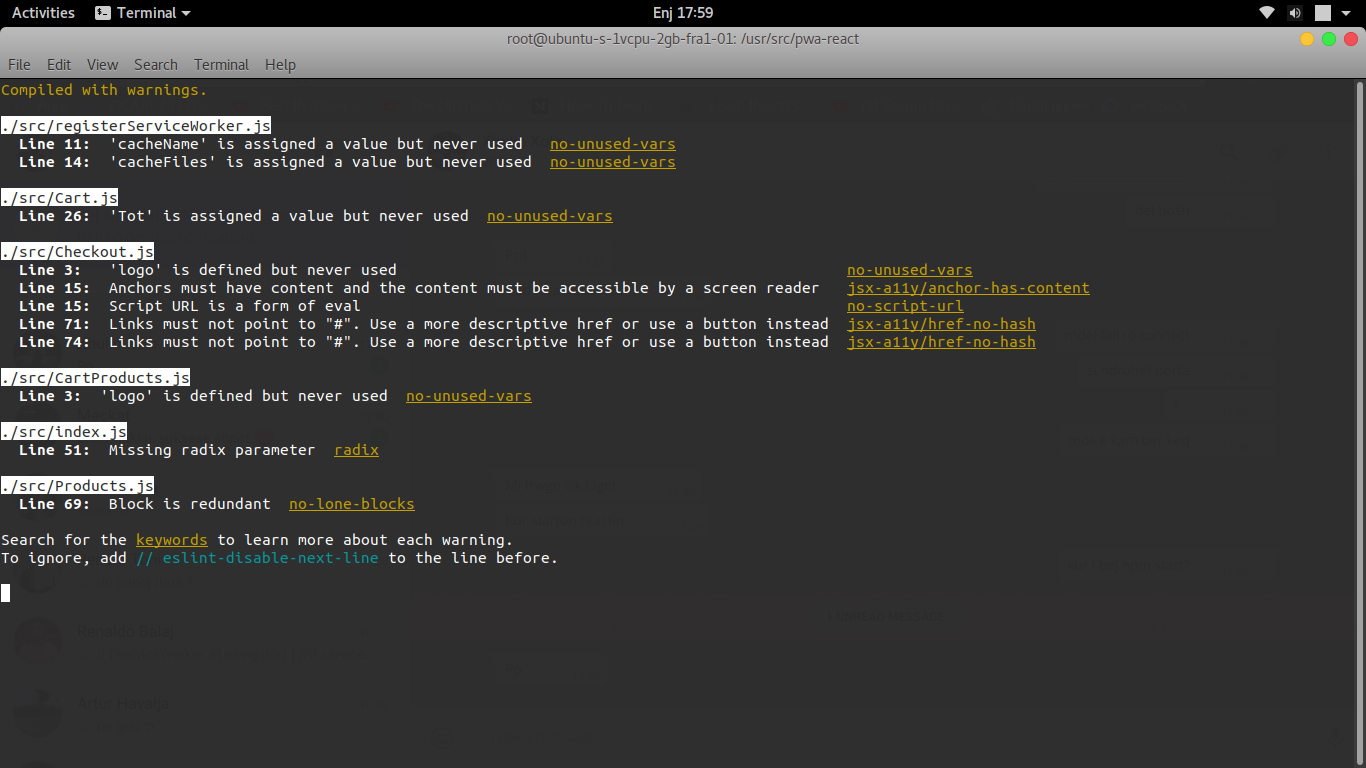 Activities Terminal Enj 17:59
root@ubuntu-s-1vcpu-2gb-fra1-01: /usr/src/pwa-react
File Edit View Search Terminal Help
Compiled with warnings.
./src/registerServiceWorker.js
Line 11: 'cacheName' is assigned a value but never used no-unused-vars
Line 14: 'cacheFiles' is assigned a value but never used no-unused-vars
./src/Cart.js
Line 26: 'Tot' is assigned a value but never used no-unused-vars
./src/Checkout.js
Line 3: 'logo' is defined but never used no-unused-vars
Line 15: Anchors must have content and the content must be accessible by a screen reader jsx-a11y/anchor-has-content
Line 15: Script URL is a form of eval no-script-url
Line 71: Links must not point to "#". Use a more descriptive href or use a button instead jsx-a11y/href-no-hash
Line 74: Links must not point to "#". Use a more descriptive href or use a button instead jsx-a11y/href-no-hash
./src/CartProducts.js
Line 3: 'logo' is defined but never used no-unused-vars
./src/index.js
Line 51: Missing radix parameter radix
./src/Products.js
Line 69: Block is redundant no-lone-blocks
Search for the keywords to learn more about each warning.
To ignore, add // eslint-disable-next-line to the line before.